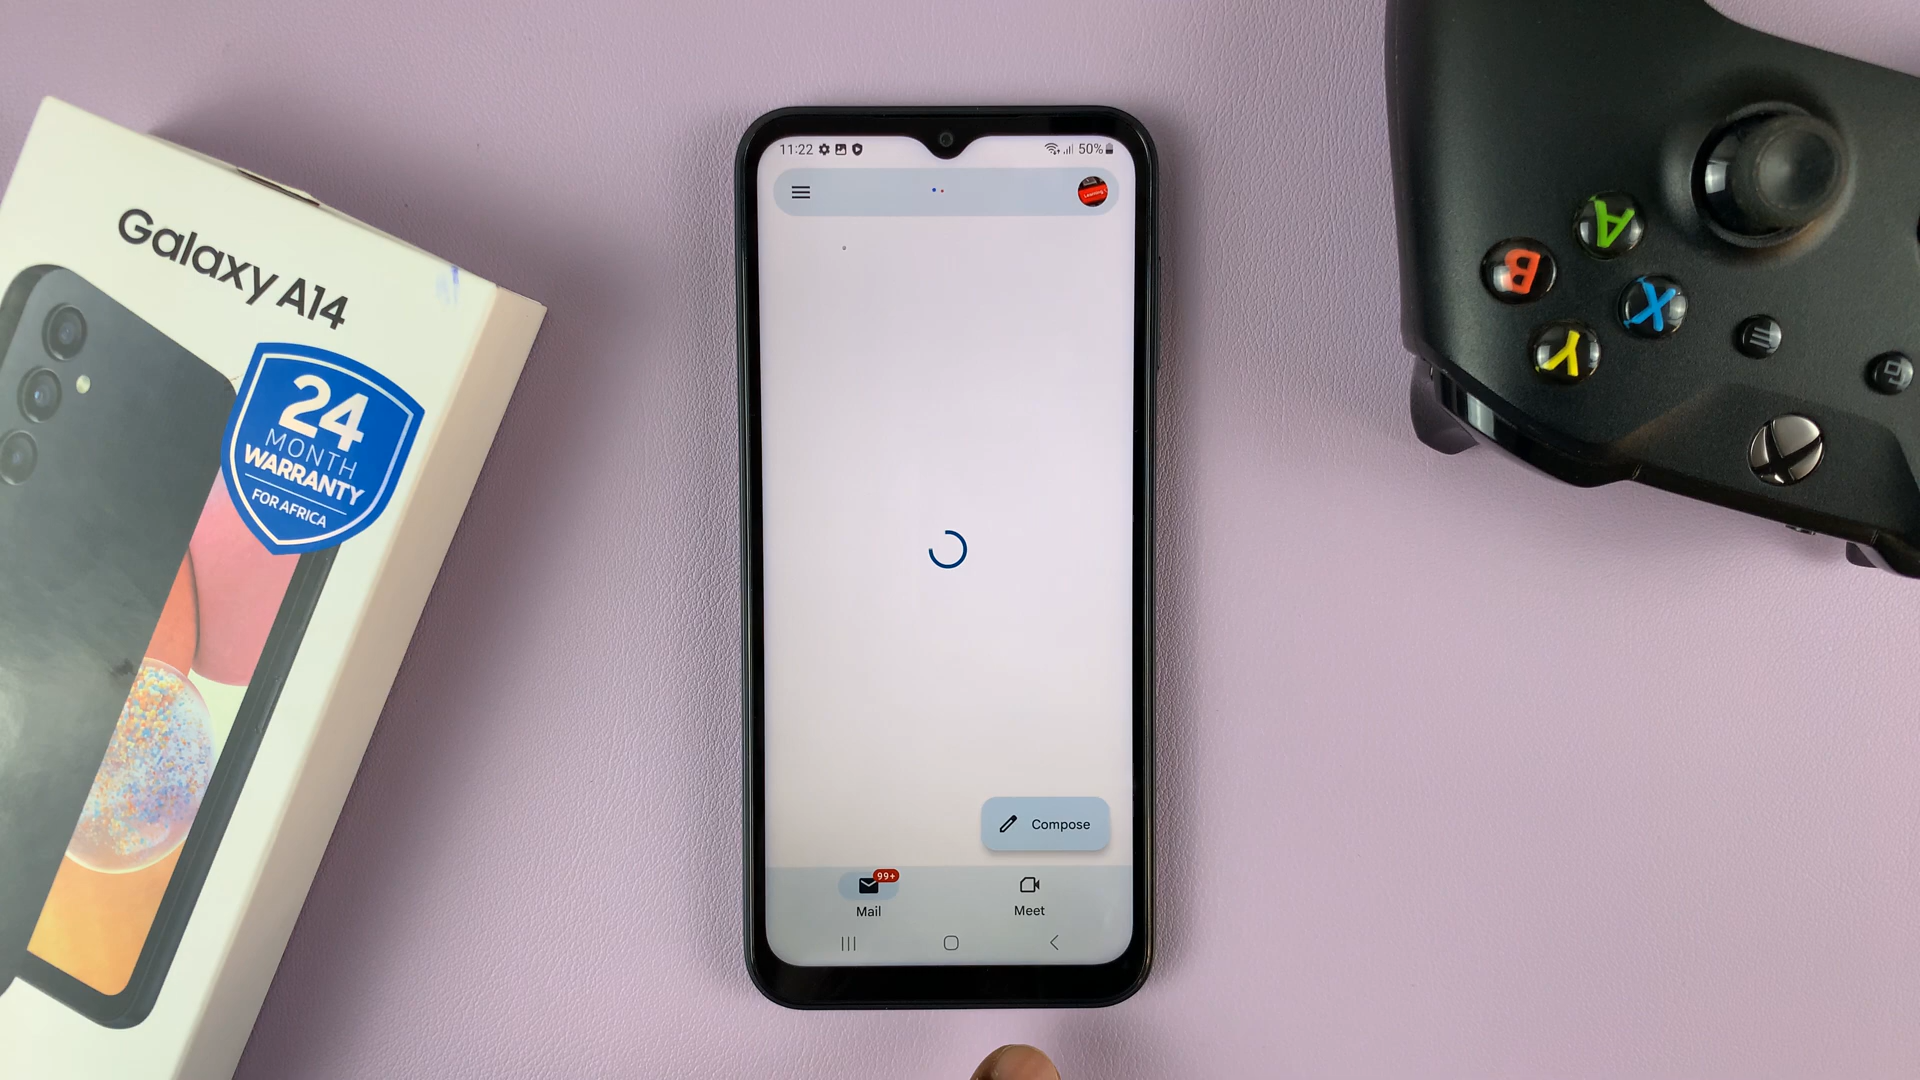 Galaxy A14
24
MONTH
WARRANTY
FOR AFRICA
11:22
50%
Compose
99+
Mail
Meet
A
B
X
Y